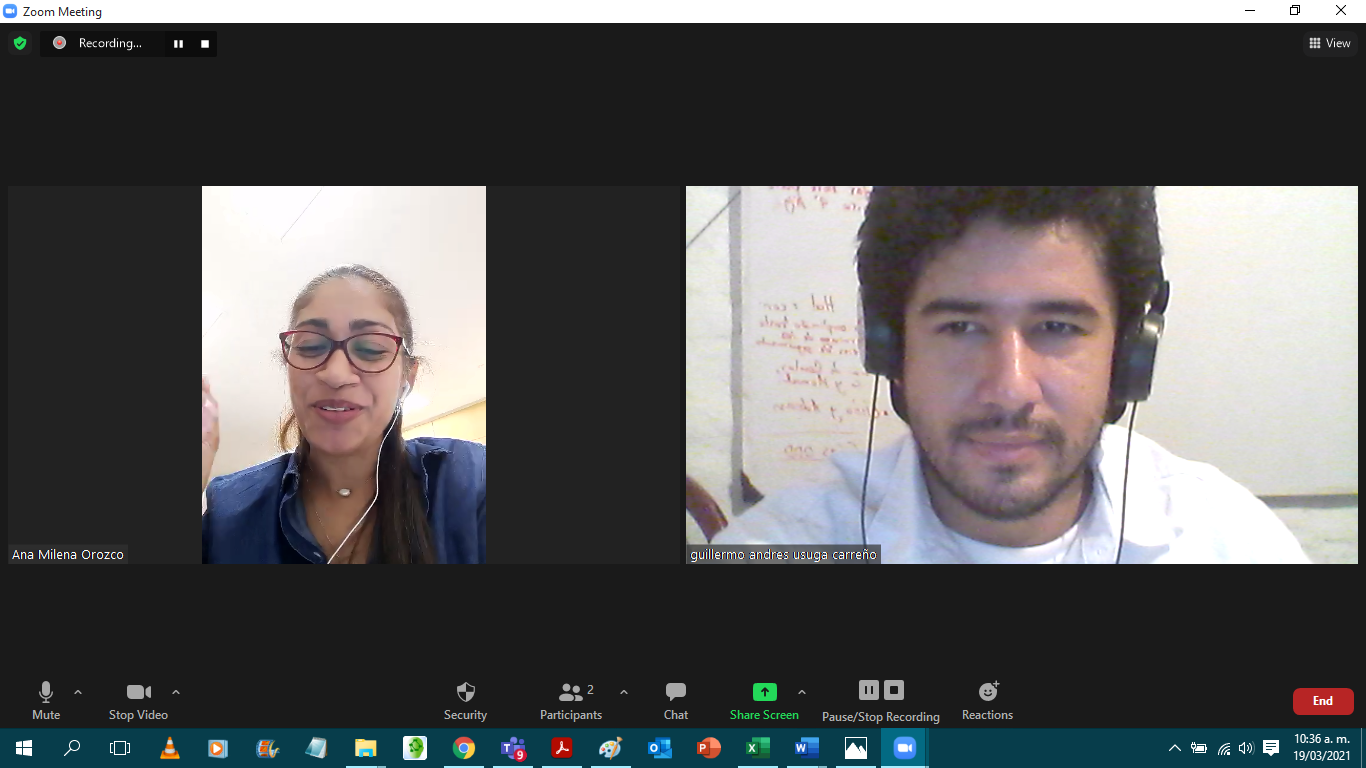 Zoom Meeting
Recording...
View
Ana Milena Orozco
guillermo andres usuga carreño
Mute
Stop Video
Security
Participants
2
Chat
Share Screen
Pause/Stop Recording
Reactions
End
9
10:36 a. m.
19/03/2021